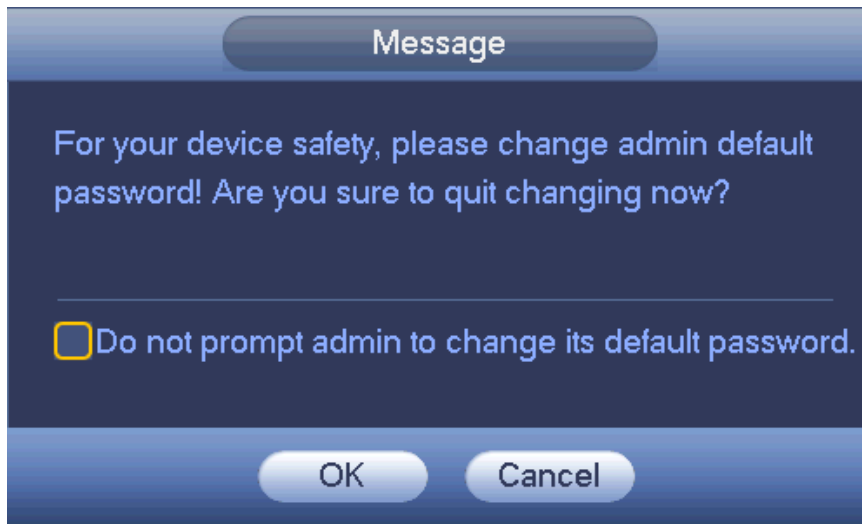 Message
For your device safety, please change admin default
password! Are you sure to quit changing now?
Do not prompt admin to change its default password.
OK
Cancel